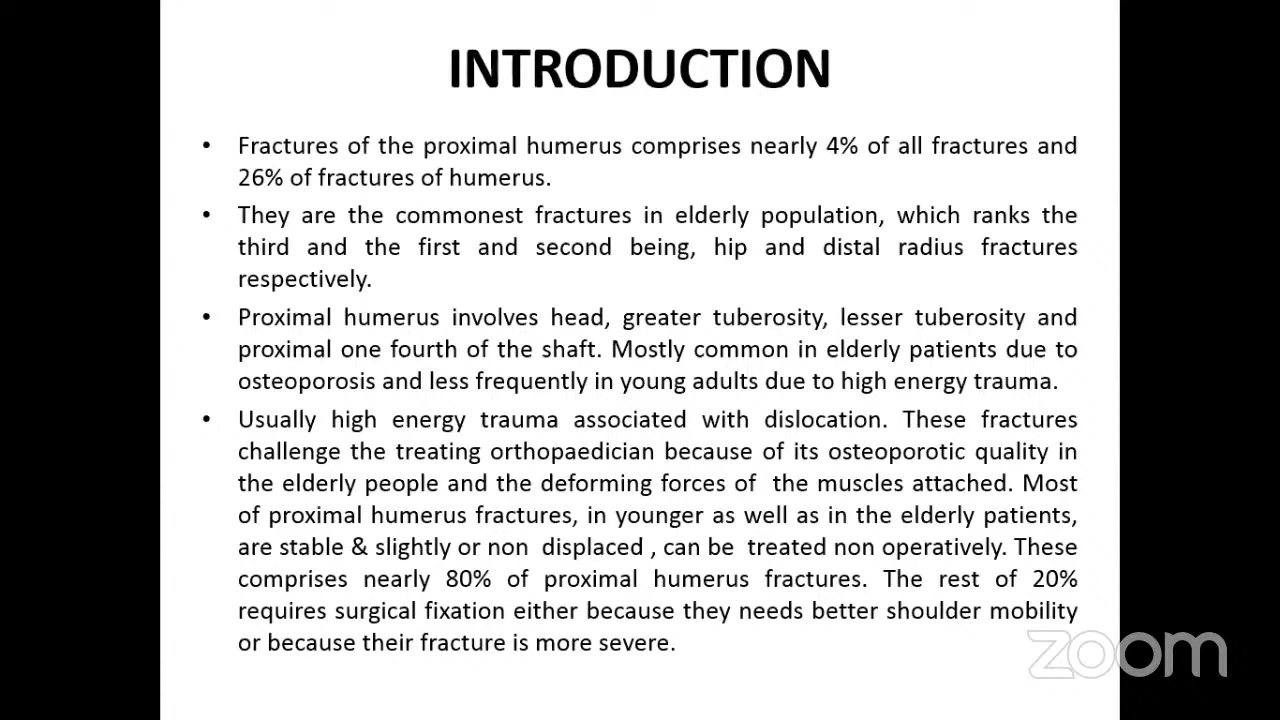 INTRODUCTION
• Fractures of the proximal humerus comprises nearly 4% of all fractures and
26% of fractures of humerus.
• They are the commonest fractures in elderly population, which ranks the
third and the first and second being, hip and distal radius fractures
respectively.
• Proximal humerus involves head, greater tuberosity, lesser tuberosity and
proximal one fourth of the shaft. Mostly common in elderly patients due to
osteoporosis and less frequently in young adults due to high energy trauma.
• Usually high energy trauma associated with dislocation. These fractures
challenge the treating orthopaedician because of its osteoporotic quality in
the elderly people and the deforming forces of the muscles attached. Most
of proximal humerus fractures, in younger as well as in the elderly patients,
are stable & slightly or non displaced , can be treated non operatively. These
comprises nearly 80% of proximal humerus fractures. The rest of 20%
requires surgical fixation either because they needs better shoulder mobility
or because their fracture is more severe.
zoom